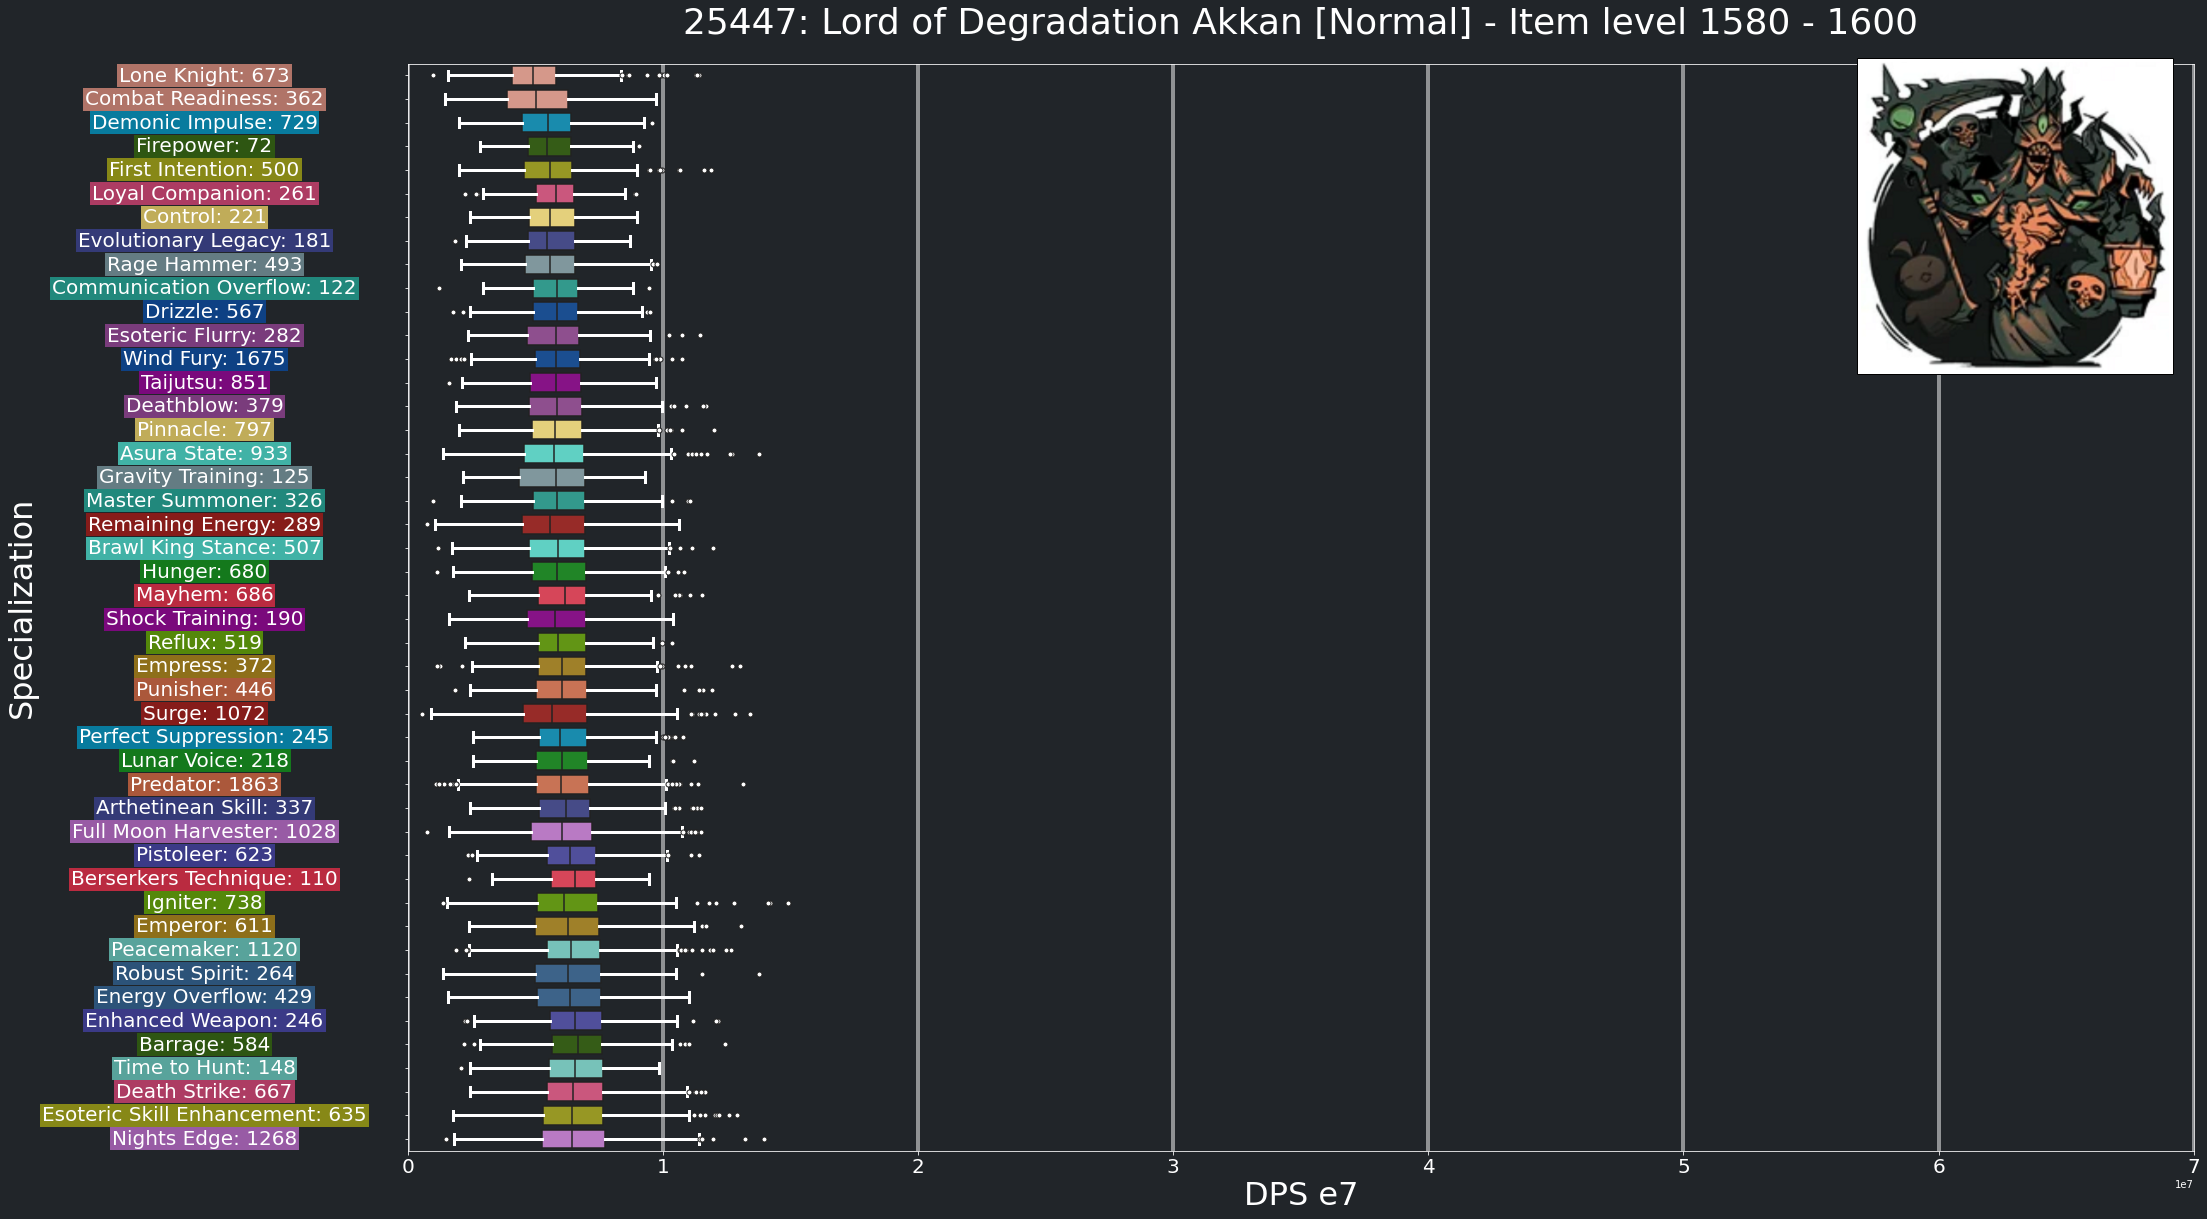 25447: Lord of Degradation Akkan [Normal] - Item level 1580 - 1600
Specialization
Lone Knight: 673
Combat Readiness: 362
Demonic Impulse: 729
Firepower: 72
First Intention: 500
Loyal Companion: 261
Control: 221
Evolutionary Legacy: 181
Rage Hammer: 493
Communication Overflow: 122
Drizzle: 567
Esoteric Flurry: 282
Wind Fury: 1675
Taijutsu: 851
Deathblow: 379
Pinnacle: 797
Asura State: 933
Gravity Training: 125
Master Summoner: 326
Remaining Energy: 289
Brawl King Stance: 507
Hunger: 680
Mayhem: 686
Shock Training: 190
Reflux: 519
Empress: 372
Punisher: 446
Surge: 1072
Perfect Suppression: 245
Lunar Voice: 218
Predator: 1863
Arthetinean Skill: 337
Full Moon Harvester: 1028
Pistoleer: 623
Berserkers Technique: 110
Igniter: 738
Emperor: 611
Peacemaker: 1120
Robust Spirit: 264
Energy Overflow: 429
Enhanced Weapon: 246
Barrage: 584
Time to Hunt: 148
Death Strike: 667
Esoteric Skill Enhancement: 635
Nights Edge: 1268
0 1 2 3 4 5 6 7
1e7
DPS e7